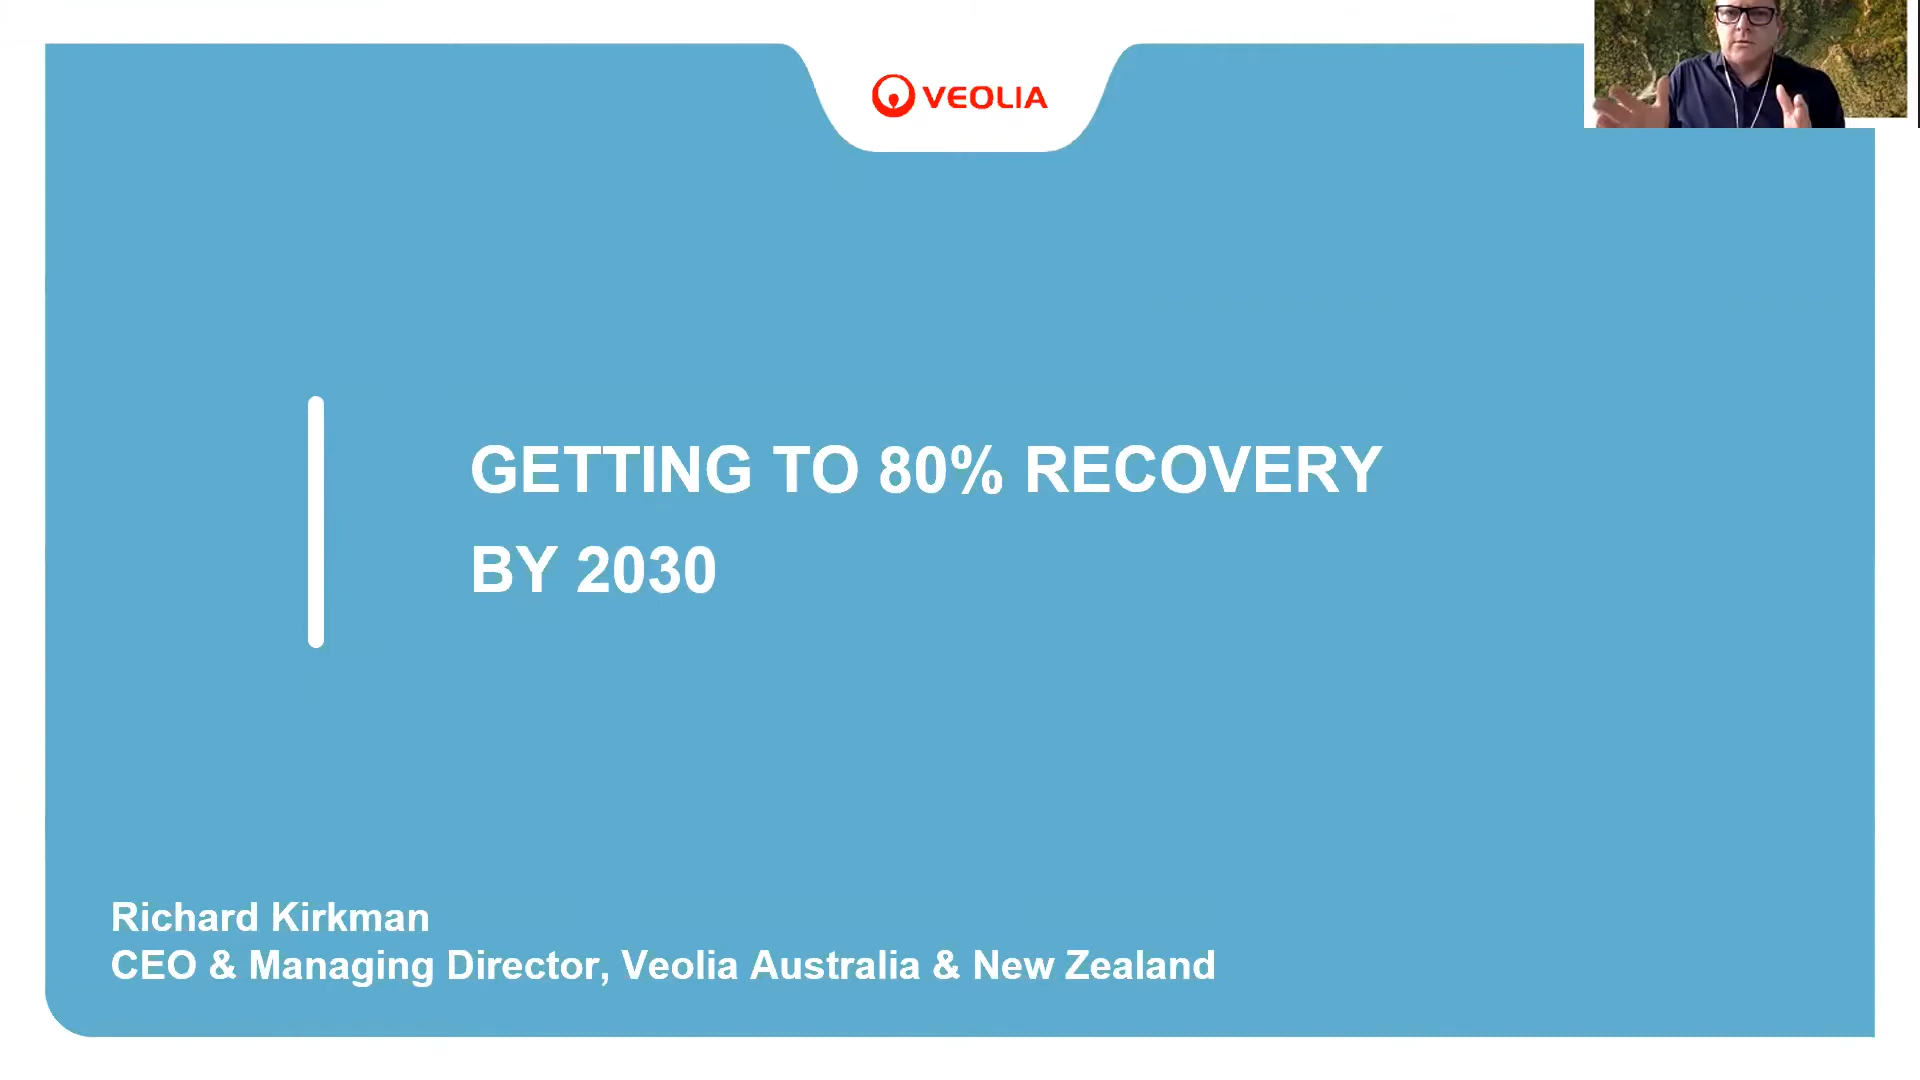 VEOLIA
GETTING TO 80% RECOVERY
BY 2030
Richard Kirkman
CEO & Managing Director, Veolia Australia & New Zealand